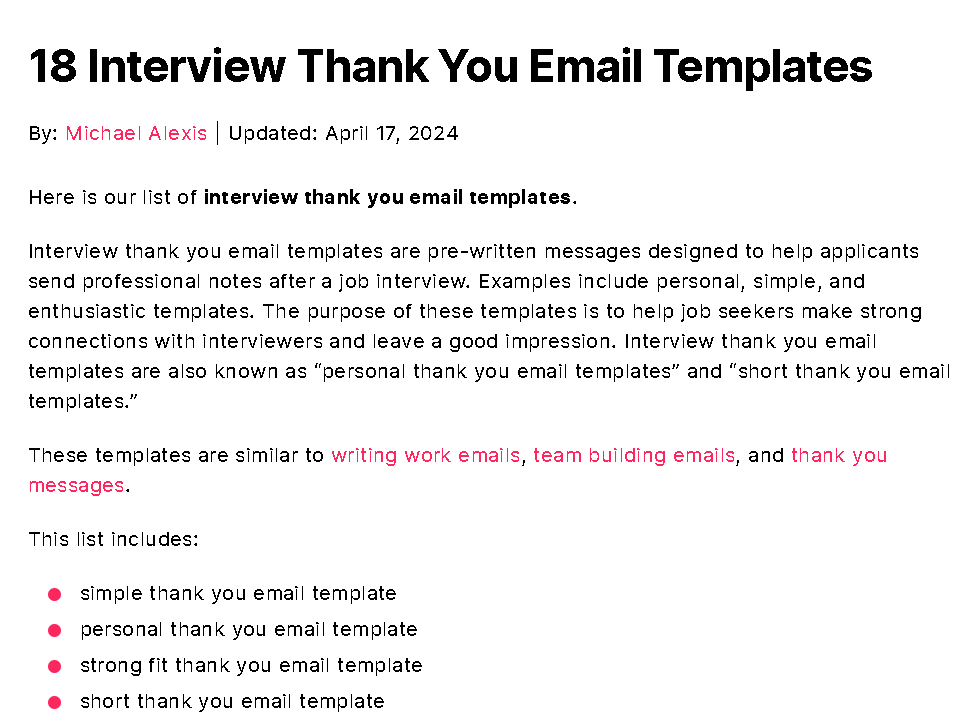 18 Interview Thank You Email Templates
By: Michael Alexis | Updated: April 17, 2024
Here is our list of interview thank you email templates.
Interview thank you email templates are pre-written messages designed to help applicants
send professional notes after a job interview. Examples include personal, simple, and
enthusiastic templates. The purpose of these templates is to help job seekers make strong
connections with interviewers and leave a good impression. Interview thank you email
templates are also known as “personal thank you email templates” and “short thank you email
templates.”
These templates are similar to writing work emails, team building emails, and thank you
messages.
This list includes:
simple thank you email template
personal thank you email template
strong fit thank you email template
short thank you email template